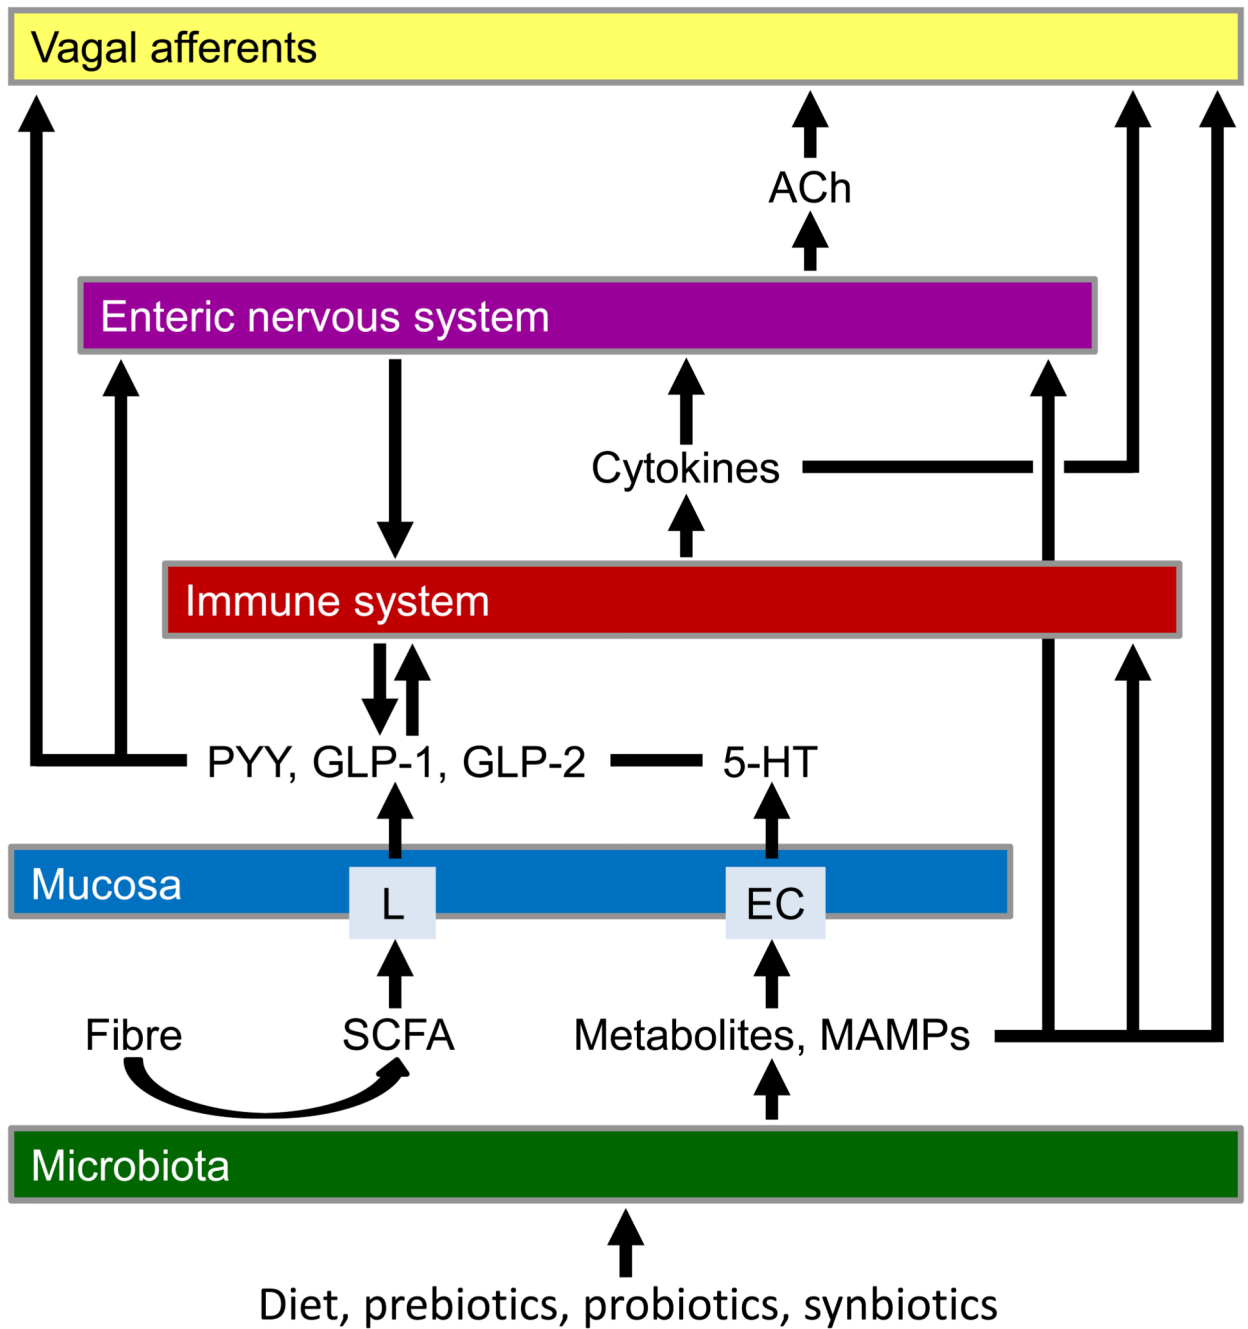 Vagal afferents
ACh
Enteric nervous system
Cytokines
Immune system
PYY, GLP-1, GLP-2
5-HT
Mucosa
L
EC
Fibre
SCFA
Metabolites, MAMPs
Microbiota
Diet, prebiotics, probiotics, synbiotics